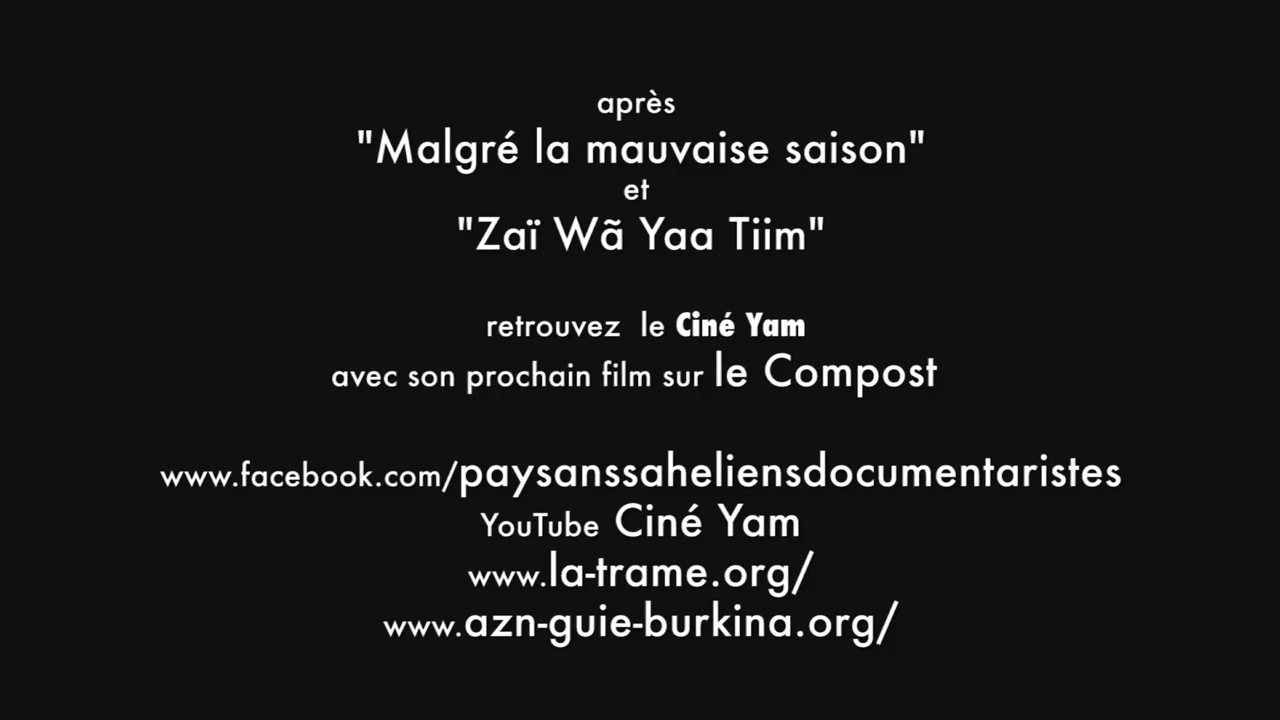 après
"Malgré la mauvaise saison"
et
"Zaï Wã Yaa Tiim"
retrouvez le Ciné Yam
avec son prochain film sur le Compost
www.facebook.com/paysanssaheliensdocumentaristes
YouTube Ciné Yam
www.la-trame.org/
www.azn-guie-burkina.org/